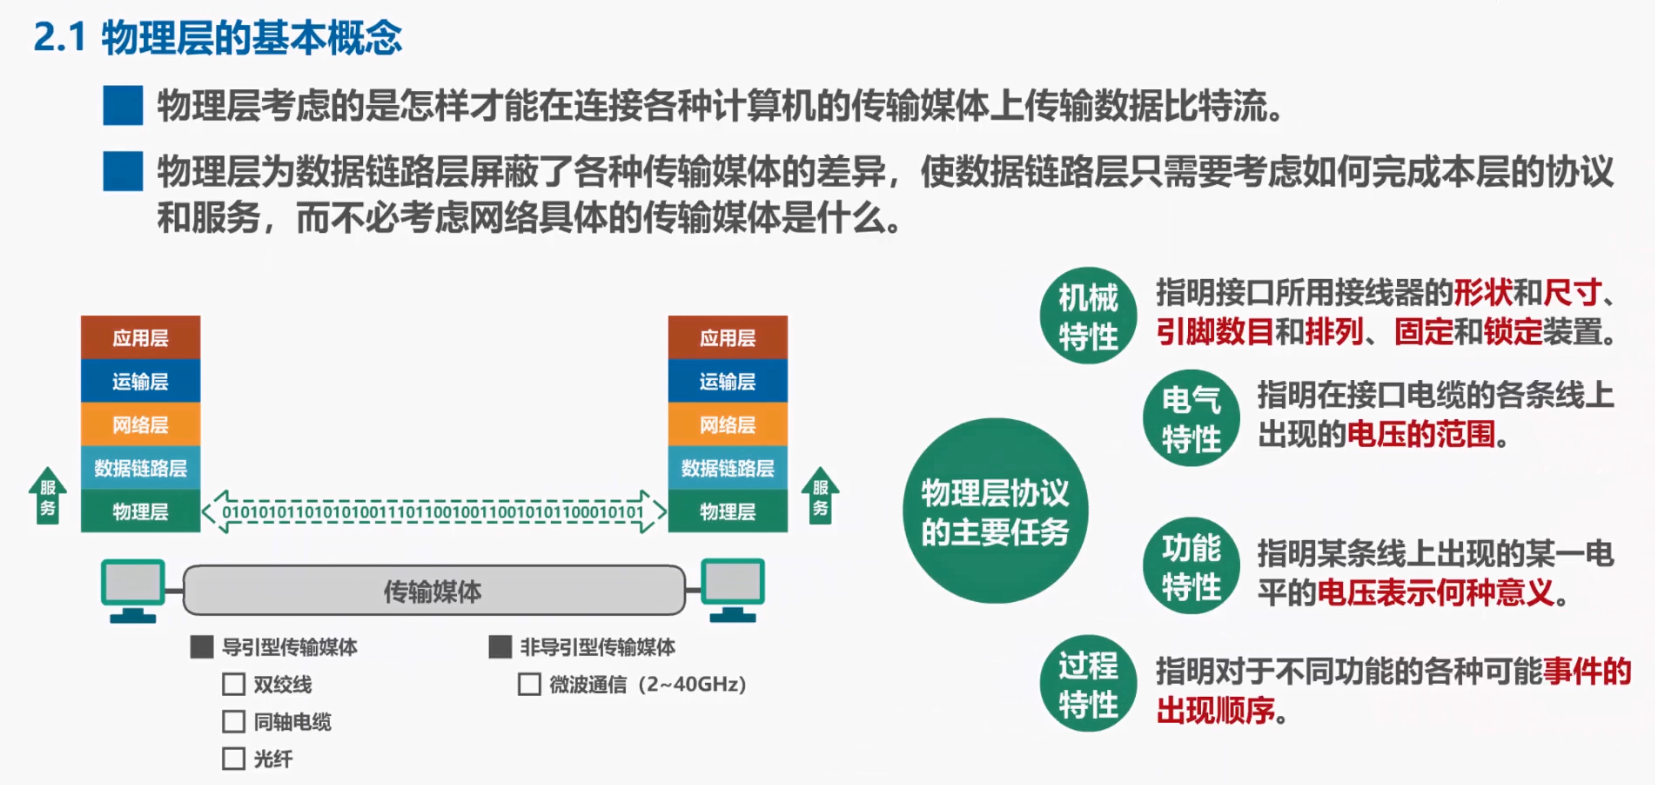 2.1 物理层的基本概念
物理层考虑的是怎样才能在连接各种计算机的传输媒体上传输数据比特流。
物理层为数据链路层屏蔽了各种传输媒体的差异，使数据链路层只需要考虑如何完成本层的协议
和服务，而不必考虑网络具体的传输媒体是什么。
应用层
运输层
网络层
数据链路层
物理层
服务
010101011010101001110110010011001010110001010​1
应用层
运输层
网络层
数据链路层
物理层
服务
传输媒体
导引型传输媒体
双绞线
同轴电缆
光纤
非导引型传输媒体
微波通信（2~40GHz）
物理层协议
的主要任务
机械
特性
指明接口所用接线器的形状和尺寸、
引脚数目和排列、固定和锁定装置。
电气
特性
指明在接口电缆的各条线上
出现的电压的范围。
功能
特性
指明某条线上出现的某一电
平的电压表示何种意义。
过程
特性
指明对于不同功能的各种可能事件的
出现顺序。